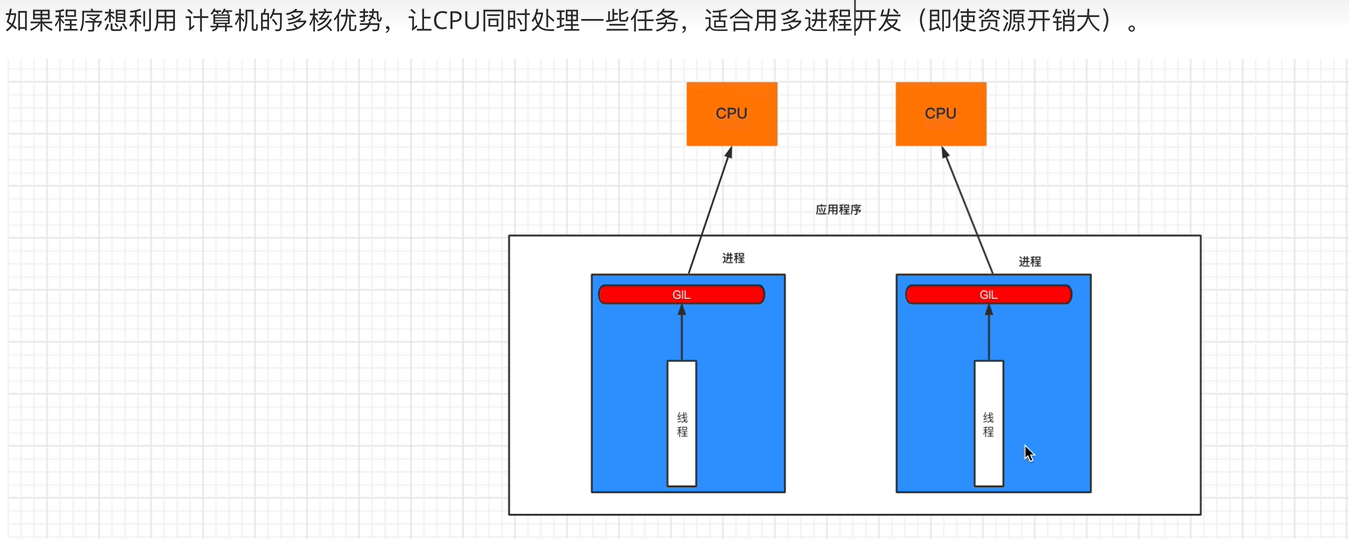 如果程序想利用 计算机的多核优势，让CPU同时处理一些任务，适合用多进程开发（即使资源开销大）。
CPU
CPU
应用程序
进程
进程
GIL
GIL
线
程
线
程